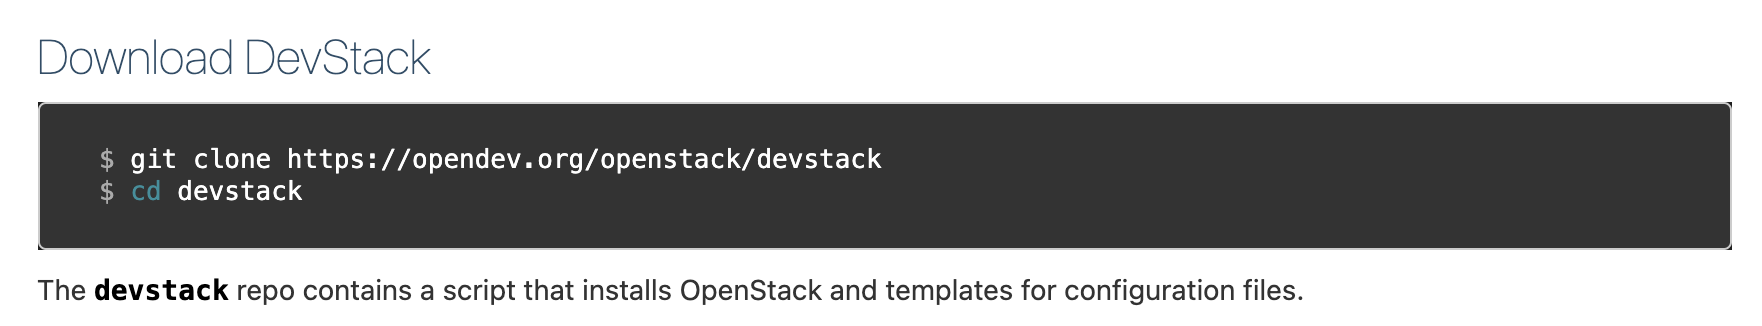 Download DevStack
$ git clone https://opendev.org/openstack/devstack
$ cd devstack
The devstack repo contains a script that installs OpenStack and templates for configuration files.